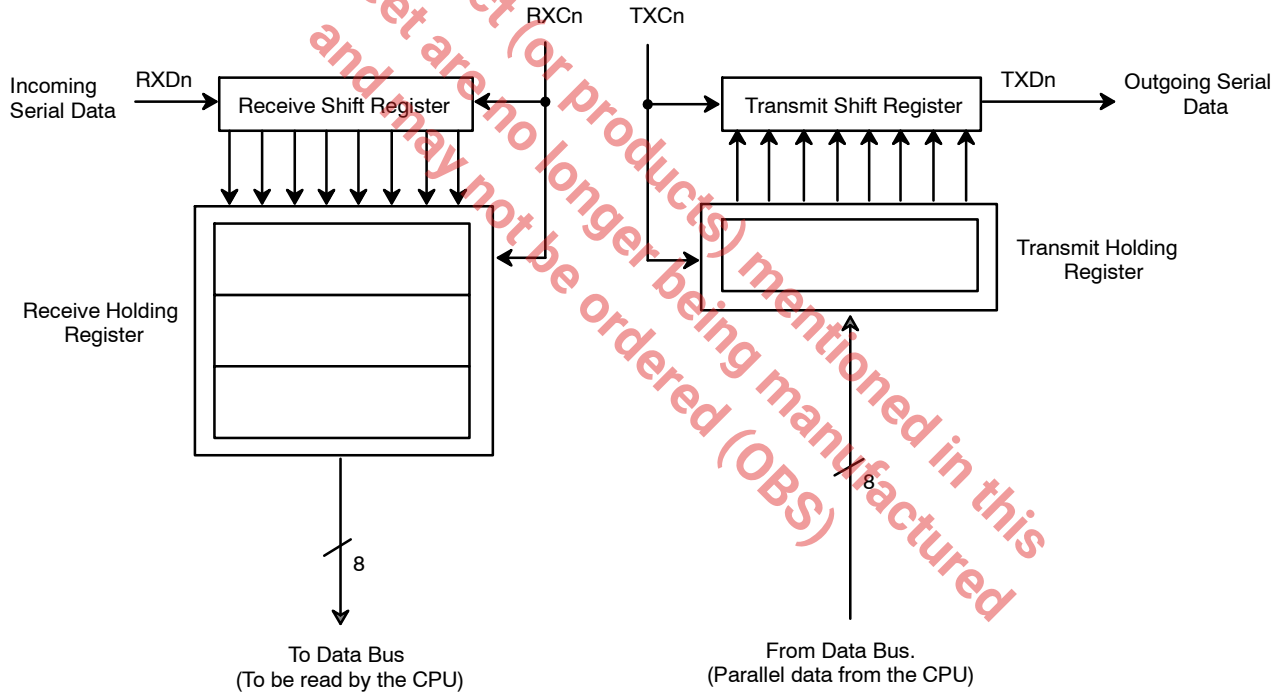 RXCn
TXCn
Incoming
Serial Data
RXDn
Receive Shift Register
Transmit Shift Register
TXDn
Outgoing Serial
Data
Receive Holding
Register
Transmit Holding
Register
8
8
To Data Bus
(To be read by the CPU)
From Data Bus.
(Parallel data from the CPU)
(or products) mentioned in this
are no longer being manufactured
and may not be ordered (OBS)